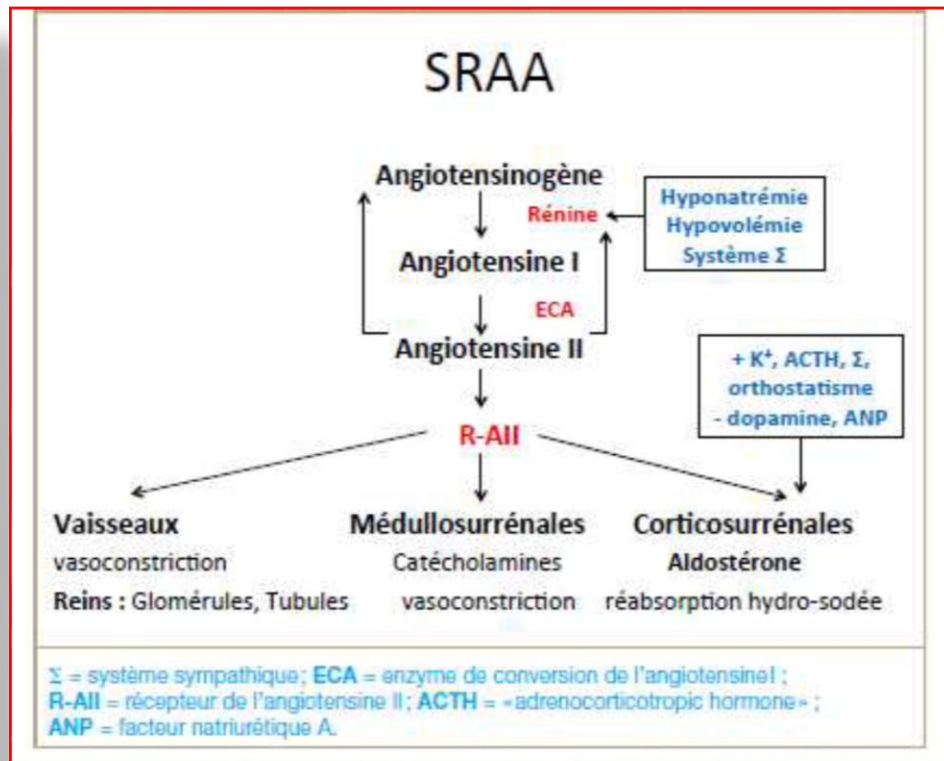 SRAA
Angiotensinogène
Rénine
Hyponatrémie
Hypovolémie
Système Σ
Angiotensine I
ECA
Angiotensine II
+ K⁺, ACTH, Σ,
orthostatisme
- dopamine, ANP
R-AII
Vaisseaux
vasoconstriction
Reins : Glomérules, Tubules
Médullosurrénales
Catécholamines
vasoconstriction
Corticosurrénales
Aldostérone
réabsorption hydro-sodée
Σ = système sympathique ; ECA = enzyme de conversion de l'angiotensine I ;
R-AII = récepteur de l'angiotensine II ; ACTH = «adrenocorticotropic hormone» ;
ANP = facteur natriurétique A.